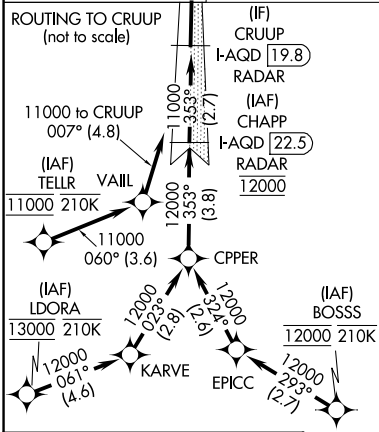 ROUTING TO CRUUP
(not to scale)
(IF)
CRUUP
I-AQD 19.8
RADAR
(IAF)
CHAPP
I-AQD 22.5
RADAR
12000
11000
353°
(2.7)
11000 to CRUUP
007° (4.8)
(IAF)
TELLR
11000 210K
VAIIL
11000
060° (3.6)
12000
353°
(3.8)
CPPER
(IAF)
LDORA
13000 210K
12000
061°
(4.6)
KARVE
12000
023°
(2.8)
12000
324°
(2.6)
EPICC
(IAF)
BOSSS
12000 210K
12000
293°
(2.7)